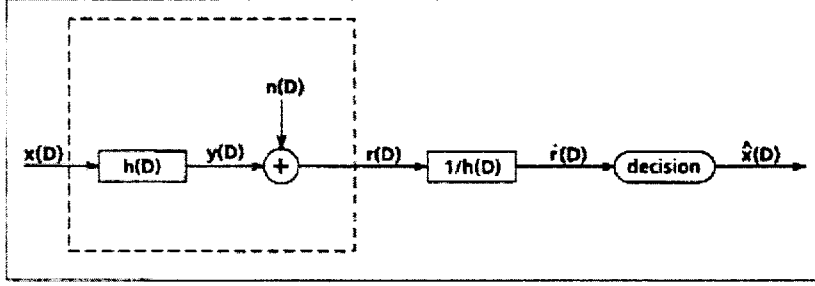 n(D)
x(D) h(D) y(D) + r(D) 1/h(D) ṙ(D) decision x̂(D)